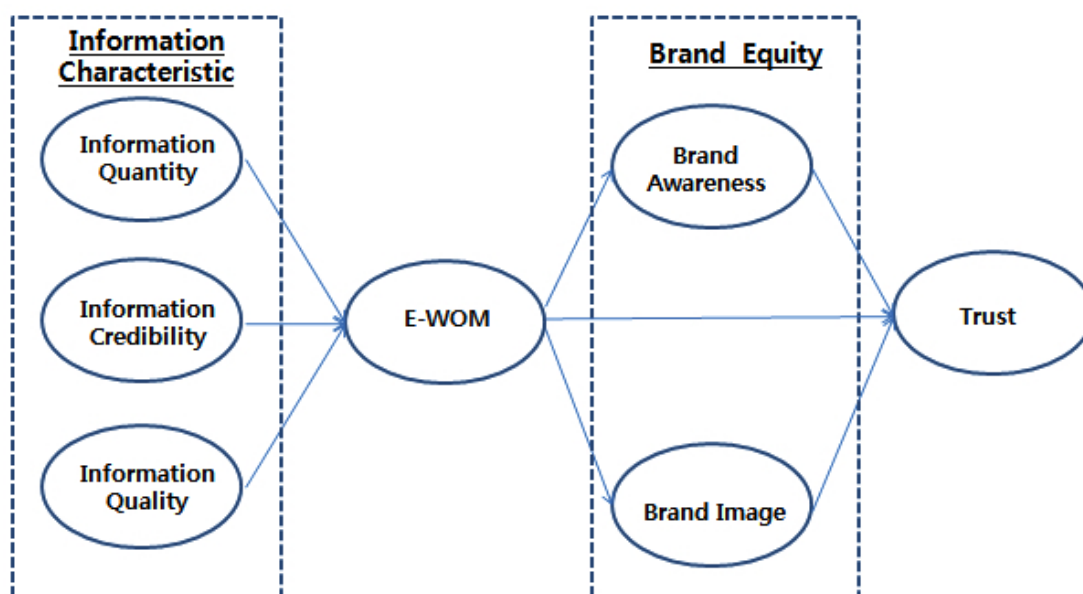 Information
Characteristic
Information
Quantity
Information
Credibility
Information
Quality
E-WOM
Brand Equity
Brand
Awareness
Brand Image
Trust